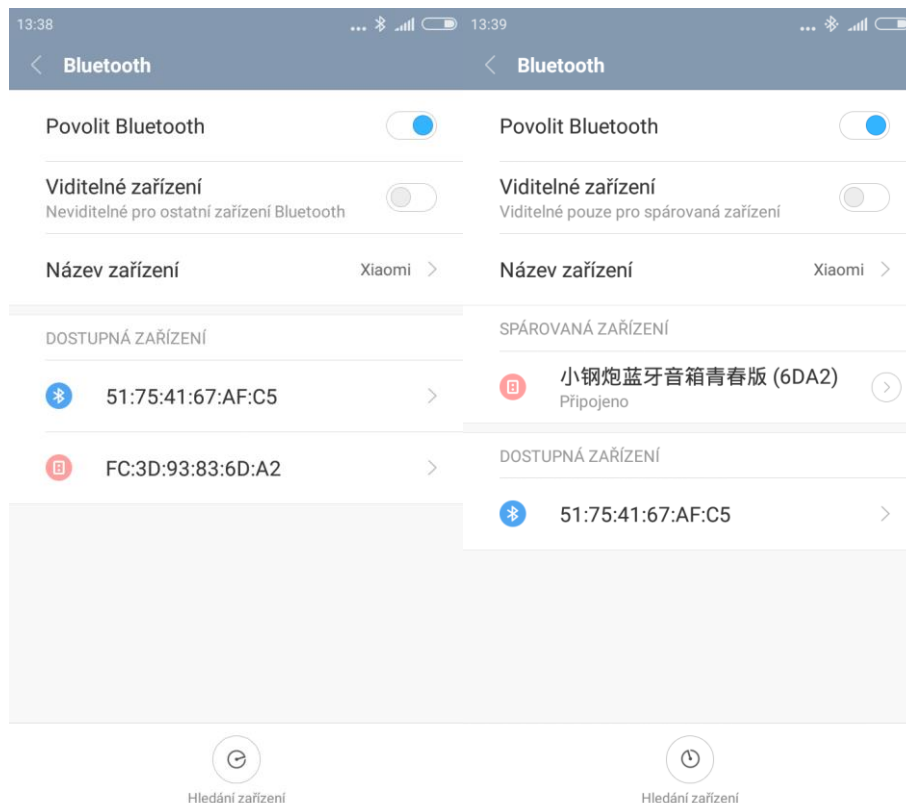 13:38
Bluetooth
Povolit Bluetooth
Viditelné zařízení
Neviditelné pro ostatní zařízení Bluetooth
Název zařízení Xiaomi
DOSTUPNÁ ZAŘÍZENÍ
51:75:41:67:AF:C5
FC:3D:93:83:6D:A2
Hledání zařízení
13:39
Bluetooth
Povolit Bluetooth
Viditelné zařízení
Viditelné pouze pro spárovaná zařízení
Název zařízení Xiaomi
SPÁROVANÁ ZAŘÍZENÍ
小钢炮蓝牙音箱青春版 (6DA2)
Připojeno
DOSTUPNÁ ZAŘÍZENÍ
51:75:41:67:AF:C5
Hledání zařízení